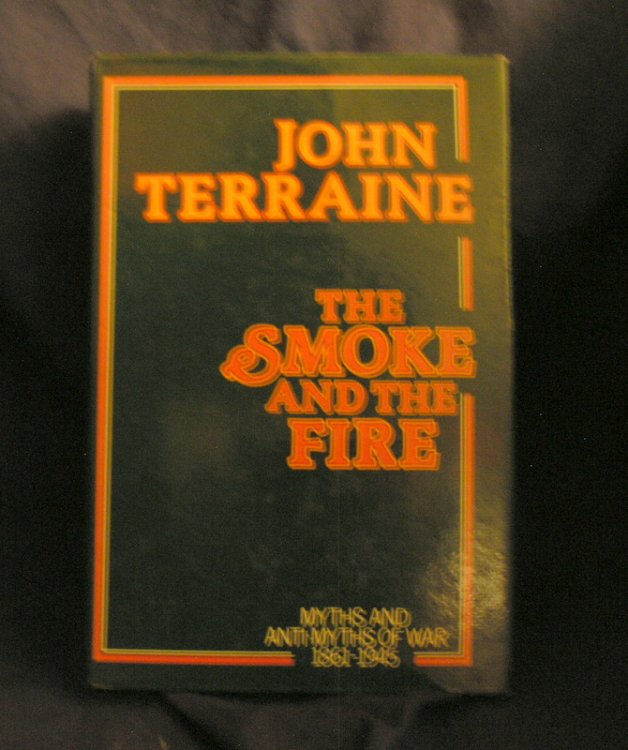 JOHN
TERRAINE
THE
SMOKE
AND THE
FIRE
MYTHS AND
ANTI-MYTHS OF WAR
1861-1945